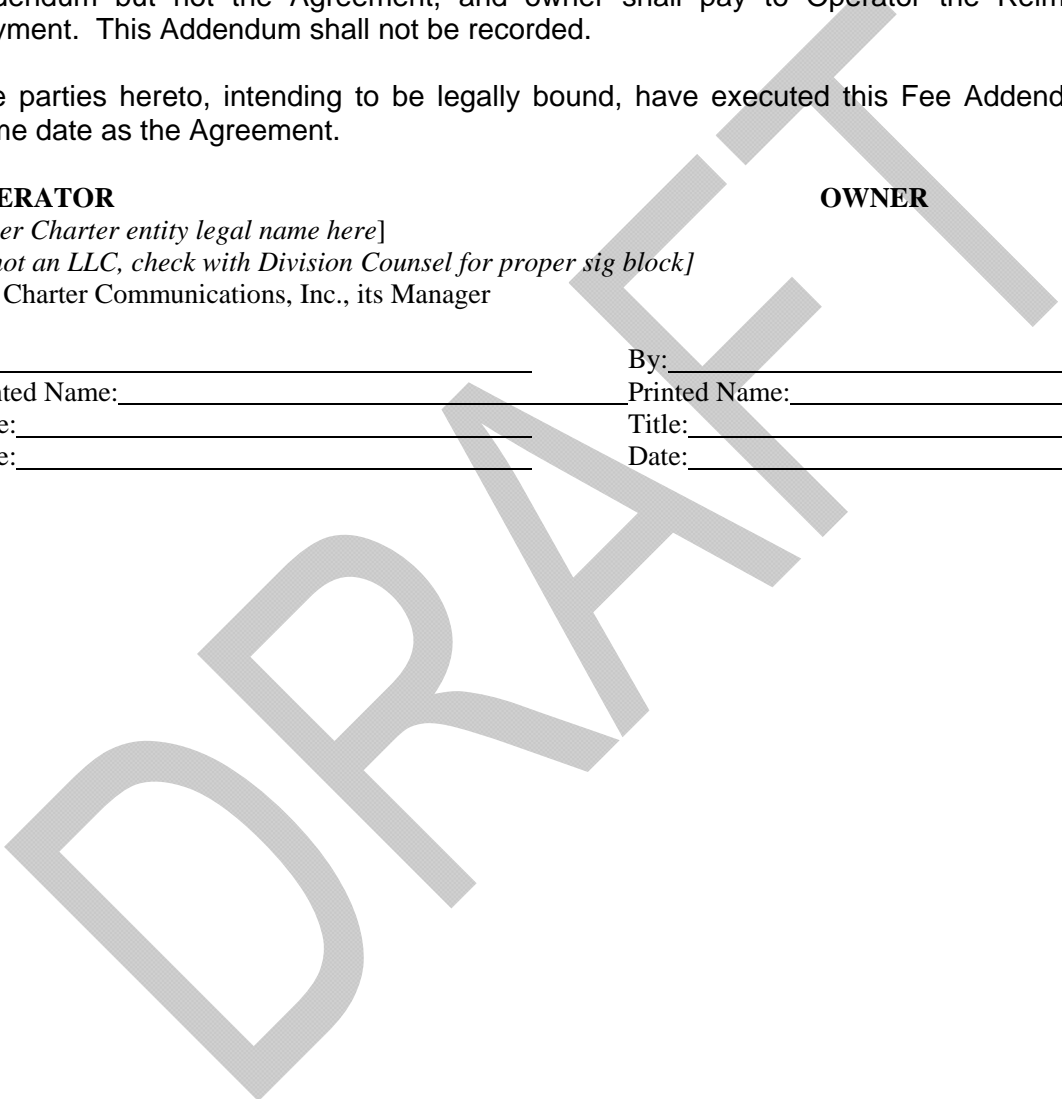 dendum but not the Agreement, and owner shall pay to Operator the Reim
yment. This Addendum shall not be recorded.
e parties hereto, intending to be legally bound, have executed this Fee Addend
me date as the Agreement.
ERATOR OWNER
er Charter entity legal name here]
not an LLC, check with Division Counsel for proper sig block]
Charter Communications, Inc., its Manager
By:
nted Name: Printed Name:
e: Title:
e: Date:
DRAFT